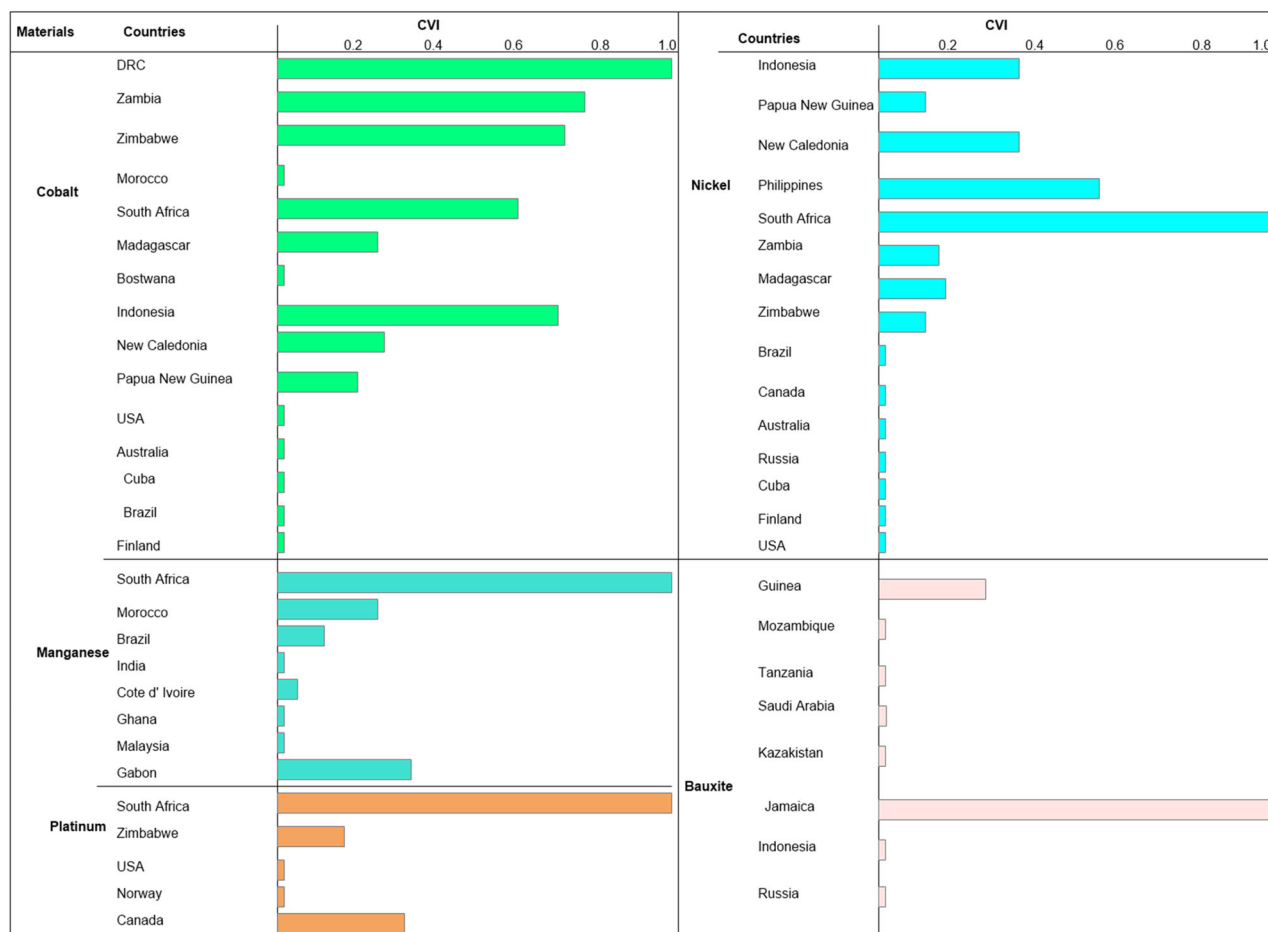 Materials Countries CVI
0.2 0.4 0.6 0.8 1.0
Cobalt
DRC
Zambia
Zimbabwe
Morocco
South Africa
Madagascar
Bostwana
Indonesia
New Caledonia
Papua New Guinea
USA
Australia
Cuba
Brazil
Finland
Manganese
South Africa
Morocco
Brazil
India
Cote d' Ivoire
Ghana
Malaysia
Gabon
Platinum
South Africa
Zimbabwe
USA
Norway
Canada
Countries CVI
0.2 0.4 0.6 0.8 1.0
Nickel
Indonesia
Papua New Guinea
New Caledonia
Philippines
South Africa
Zambia
Madagascar
Zimbabwe
Brazil
Canada
Australia
Russia
Cuba
Finland
USA
Bauxite
Guinea
Mozambique
Tanzania
Saudi Arabia
Kazakistan
Jamaica
Indonesia
Russia